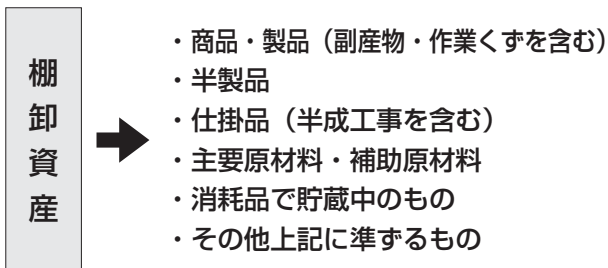 棚卸資産
・商品・製品（副産物・作業くずを含む）
・半製品
・仕掛品（半成工事を含む）
・主要原材料・補助原材料
・消耗品で貯蔵中のもの
・その他上記に準ずるもの